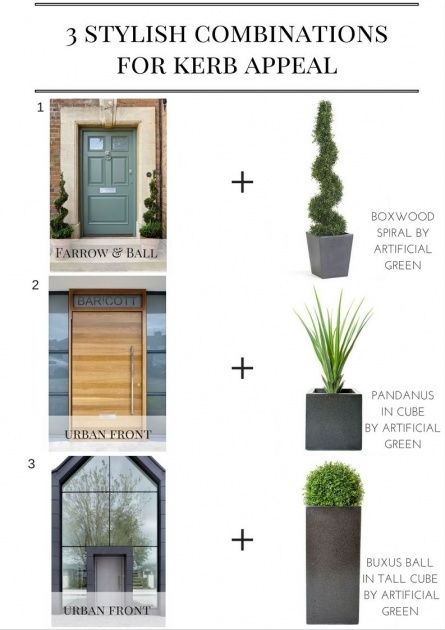 3 STYLISH COMBINATIONS
FOR KERB APPEAL
1
+
FARROW & BALL
BOXWOOD
SPIRAL BY
ARTIFICIAL
GREEN
2
BARICOTT
+
URBAN FRONT
PANDANUS
IN CUBE
BY ARTIFICIAL
GREEN
3
+
URBAN FRONT
BUXUS BALL
IN TALL CUBE
BY ARTIFICIAL
GREEN